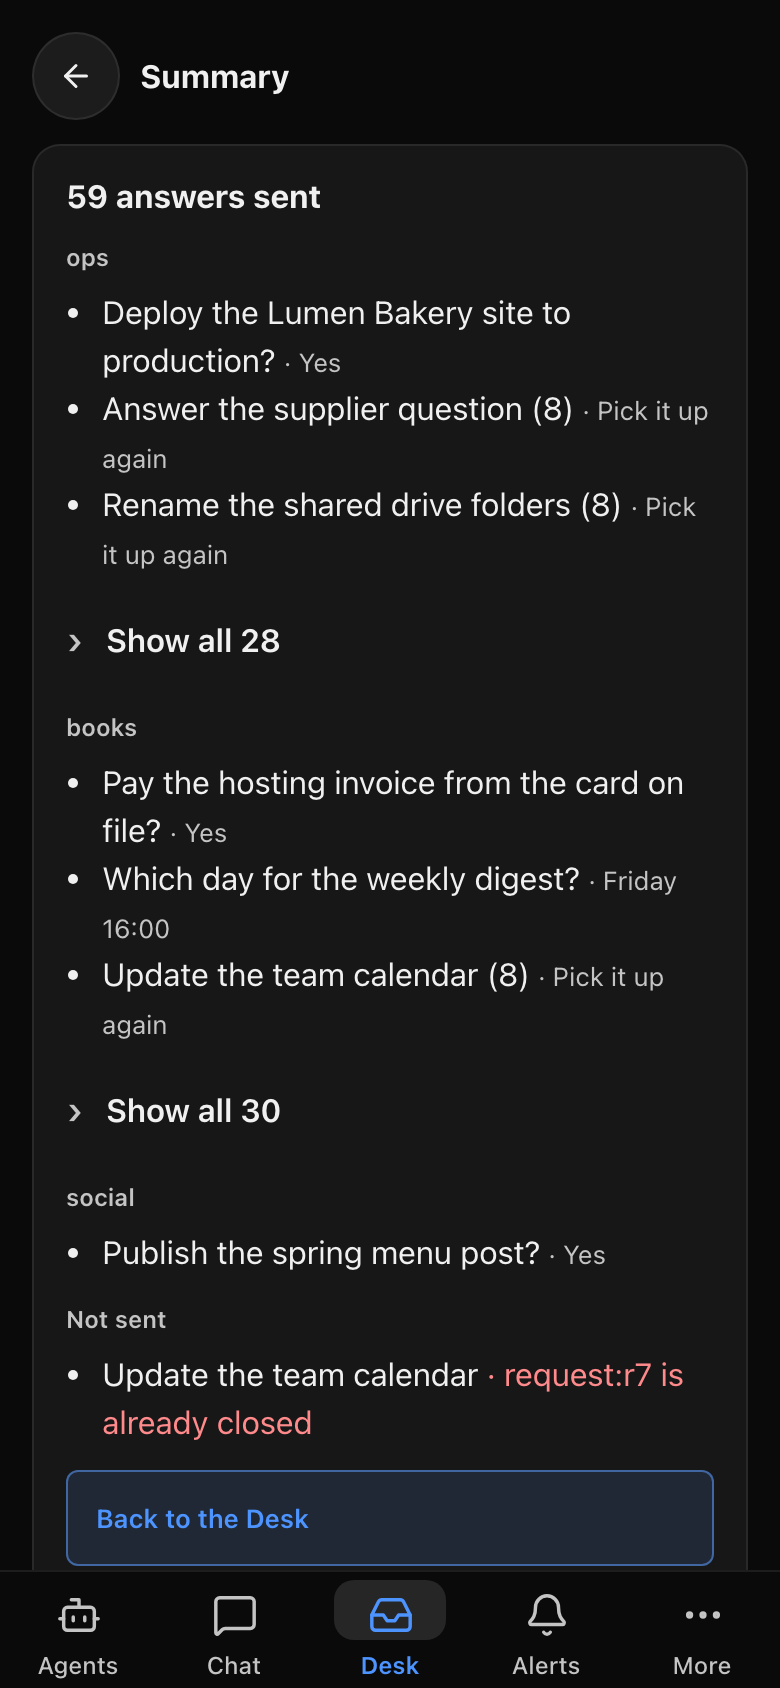 Summary
59 answers sent
ops
• Deploy the Lumen Bakery site to
production? · Yes
• Answer the supplier question (8) · Pick it up
again
• Rename the shared drive folders (8) · Pick
it up again
› Show all 28
books
• Pay the hosting invoice from the card on
file? · Yes
• Which day for the weekly digest? · Friday
16:00
• Update the team calendar (8) · Pick it up
again
› Show all 30
social
• Publish the spring menu post? · Yes
Not sent
• Update the team calendar · request:r7 is
already closed
Back to the Desk
Agents Chat Desk Alerts More